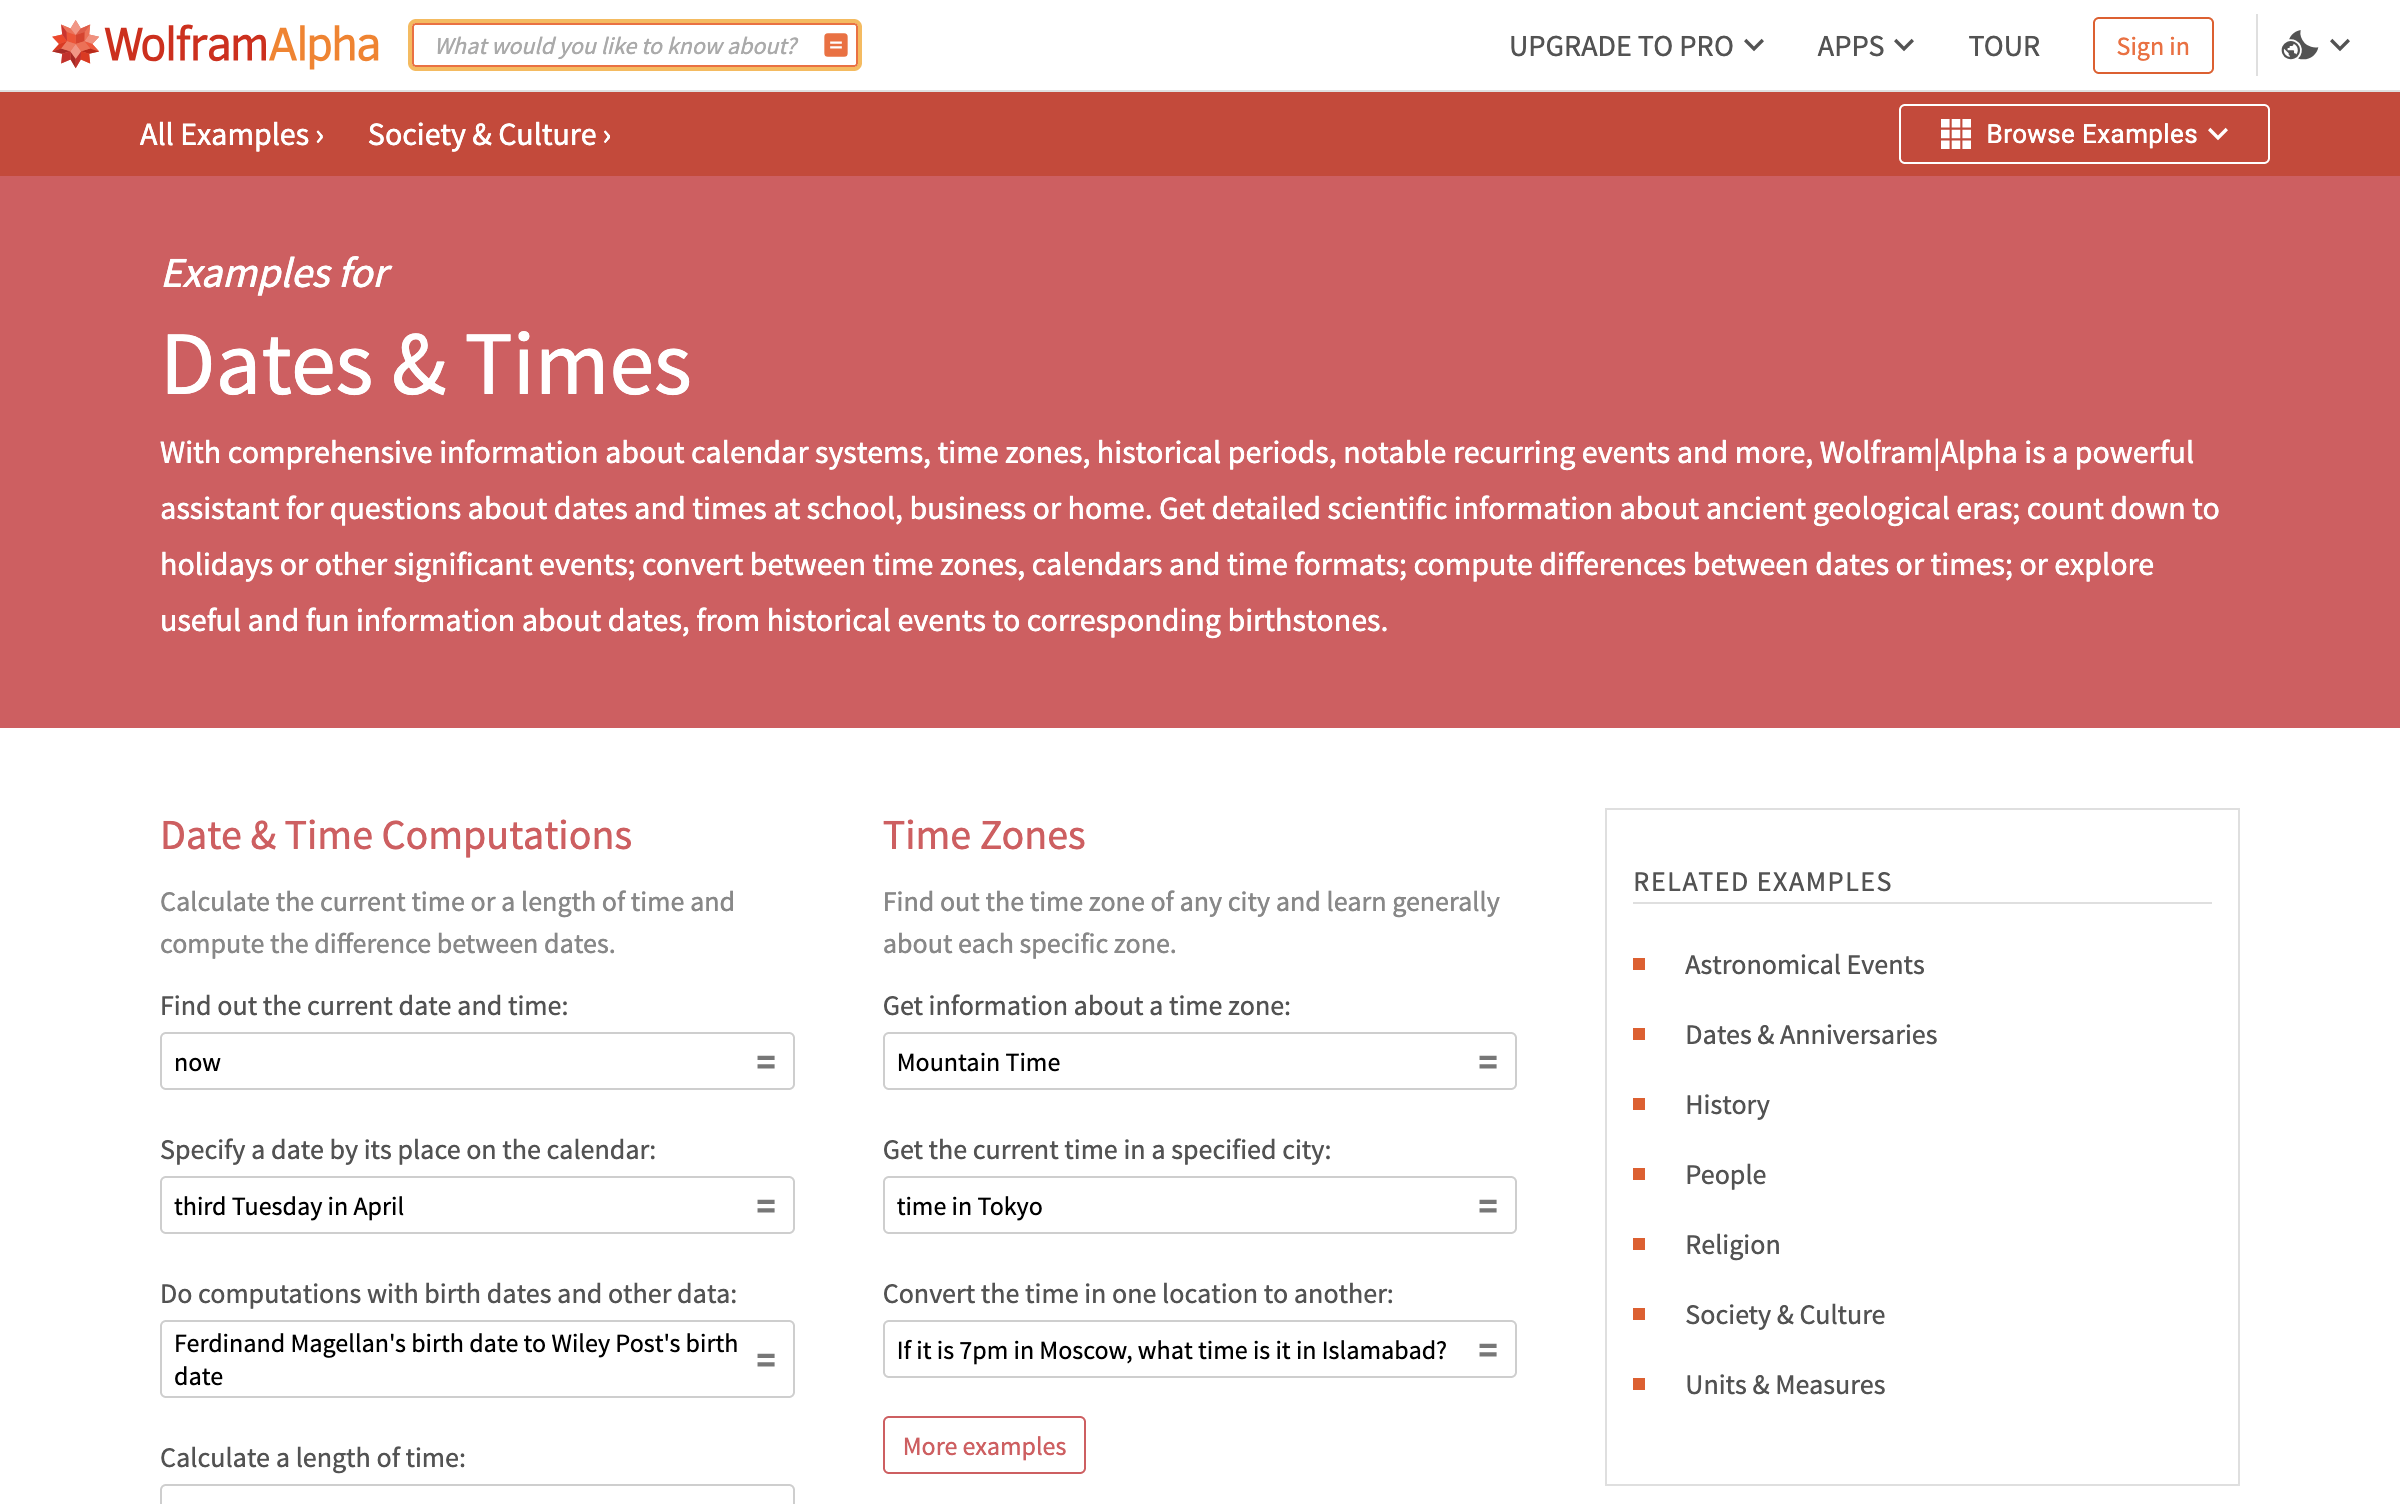 WolframAlpha
What would you like to know about?
UPGRADE TO PRO
APPS
TOUR
Sign in
All Examples ›
Society & Culture ›
Browse Examples
Examples for
Dates & Times
With comprehensive information about calendar systems, time zones, historical periods, notable recurring events and more, Wolfram|Alpha is a powerful
assistant for questions about dates and times at school, business or home. Get detailed scientific information about ancient geological eras; count down to
holidays or other significant events; convert between time zones, calendars and time formats; compute differences between dates or times; or explore
useful and fun information about dates, from historical events to corresponding birthstones.
Date & Time Computations
Calculate the current time or a length of time and
compute the difference between dates.
Find out the current date and time:
now
Specify a date by its place on the calendar:
third Tuesday in April
Do computations with birth dates and other data:
Ferdinand Magellan's birth date to Wiley Post's birth
date
Calculate a length of time:
Time Zones
Find out the time zone of any city and learn generally
about each specific zone.
Get information about a time zone:
Mountain Time
Get the current time in a specified city:
time in Tokyo
Convert the time in one location to another:
If it is 7pm in Moscow, what time is it in Islamabad?
More examples
RELATED EXAMPLES
Astronomical Events
Dates & Anniversaries
History
People
Religion
Society & Culture
Units & Measures